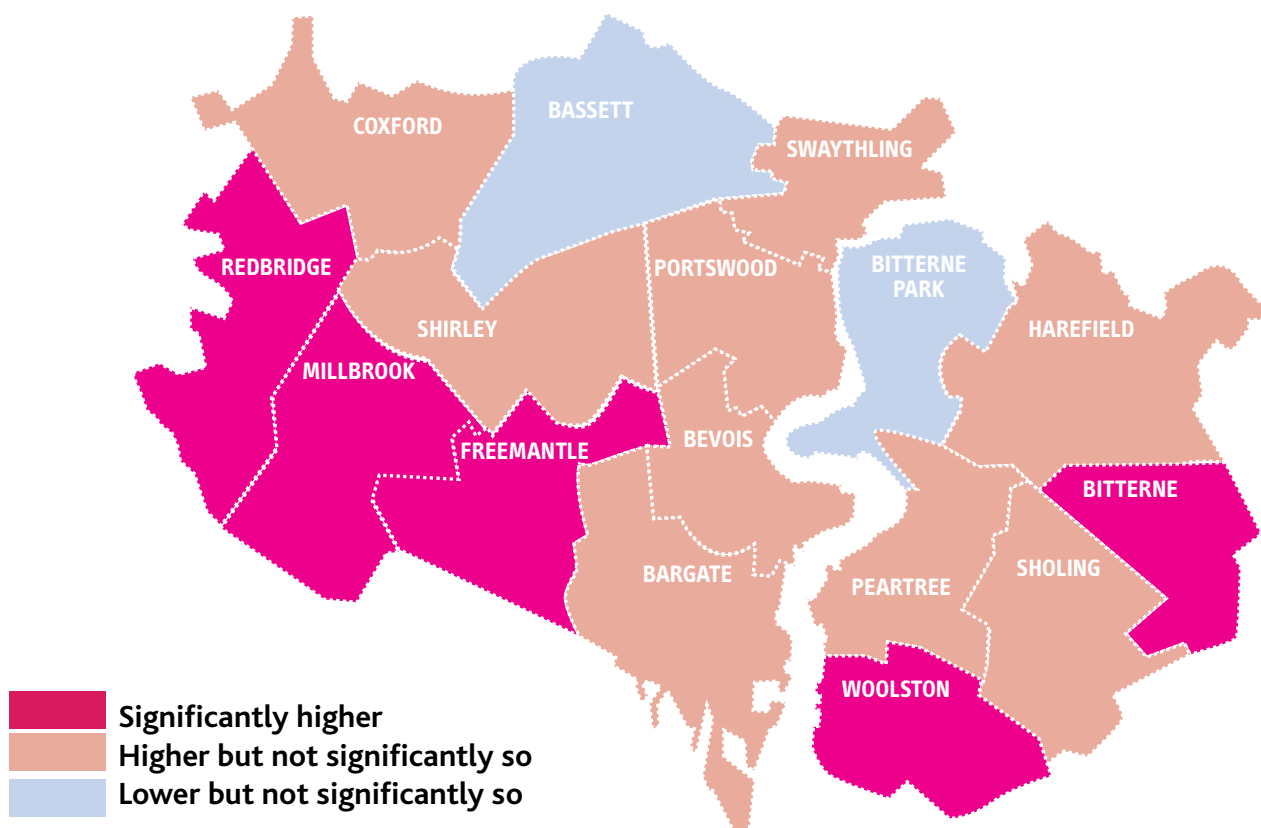 BASSETT
COXFORD
SWAYTHLING
REDBRIDGE
PORTSWOOD
BITTERNE
PARK
SHIRLEY
HAREFIELD
MILLBROOK
BEVOIS
FREEMANTLE
BITTERNE
BARGATE
SHOLING
PEARTREE
WOOLSTON
Significantly higher
Higher but not significantly so
Lower but not significantly so